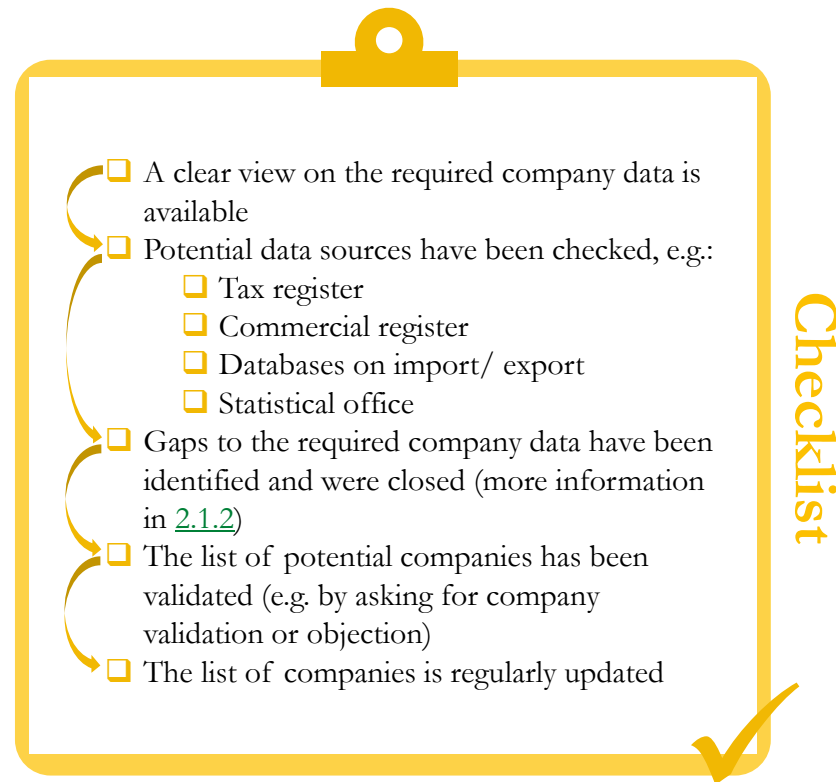 ❑ A clear view on the required company data is
available
❑ Potential data sources have been checked, e.g.:
❑ Tax register
❑ Commercial register
❑ Databases on import/ export
❑ Statistical office
❑ Gaps to the required company data have been
identified and were closed (more information
in 2.1.2)
❑ The list of potential companies has been
validated (e.g. by asking for company
validation or objection)
❑ The list of companies is regularly updated
Checklist